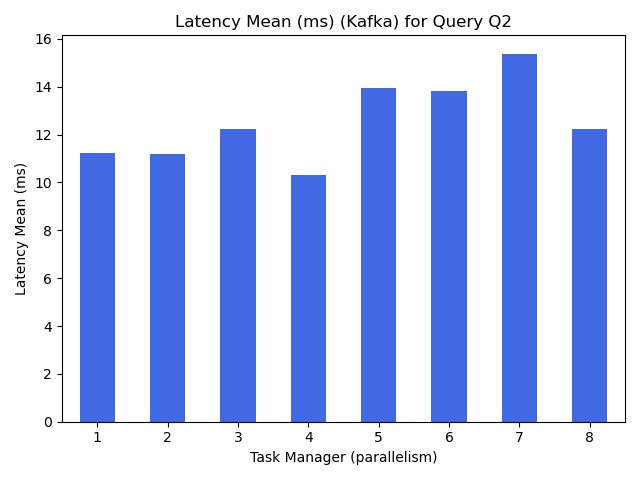 Latency Mean (ms) (Kafka) for Query Q2
Latency Mean (ms)
16
14
12
10
8
6
4
2
0
1 2 3 4 5 6 7 8
Task Manager (parallelism)